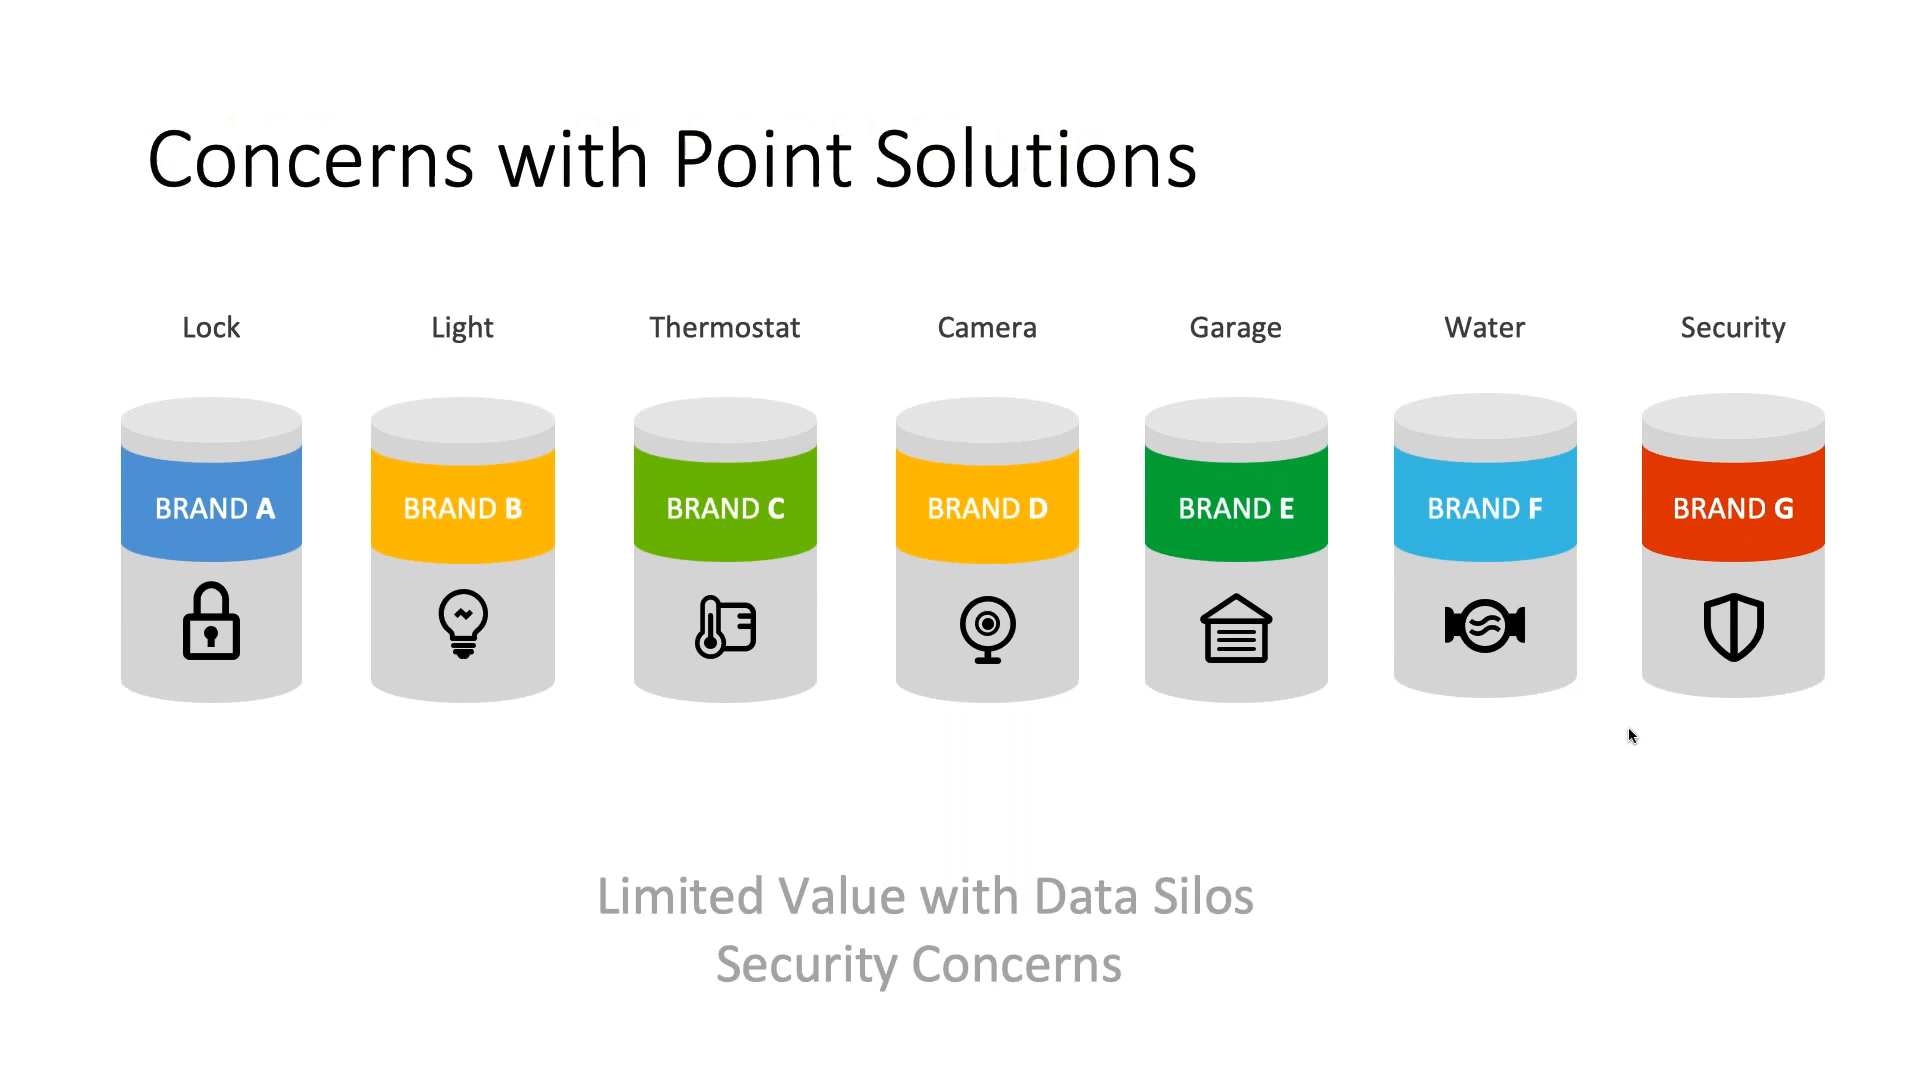 Concerns with Point Solutions
Lock Light Thermostat Camera Garage Water Security
BRAND A BRAND B BRAND C BRAND D BRAND E BRAND F BRAND G
Limited Value with Data Silos
Security Concerns